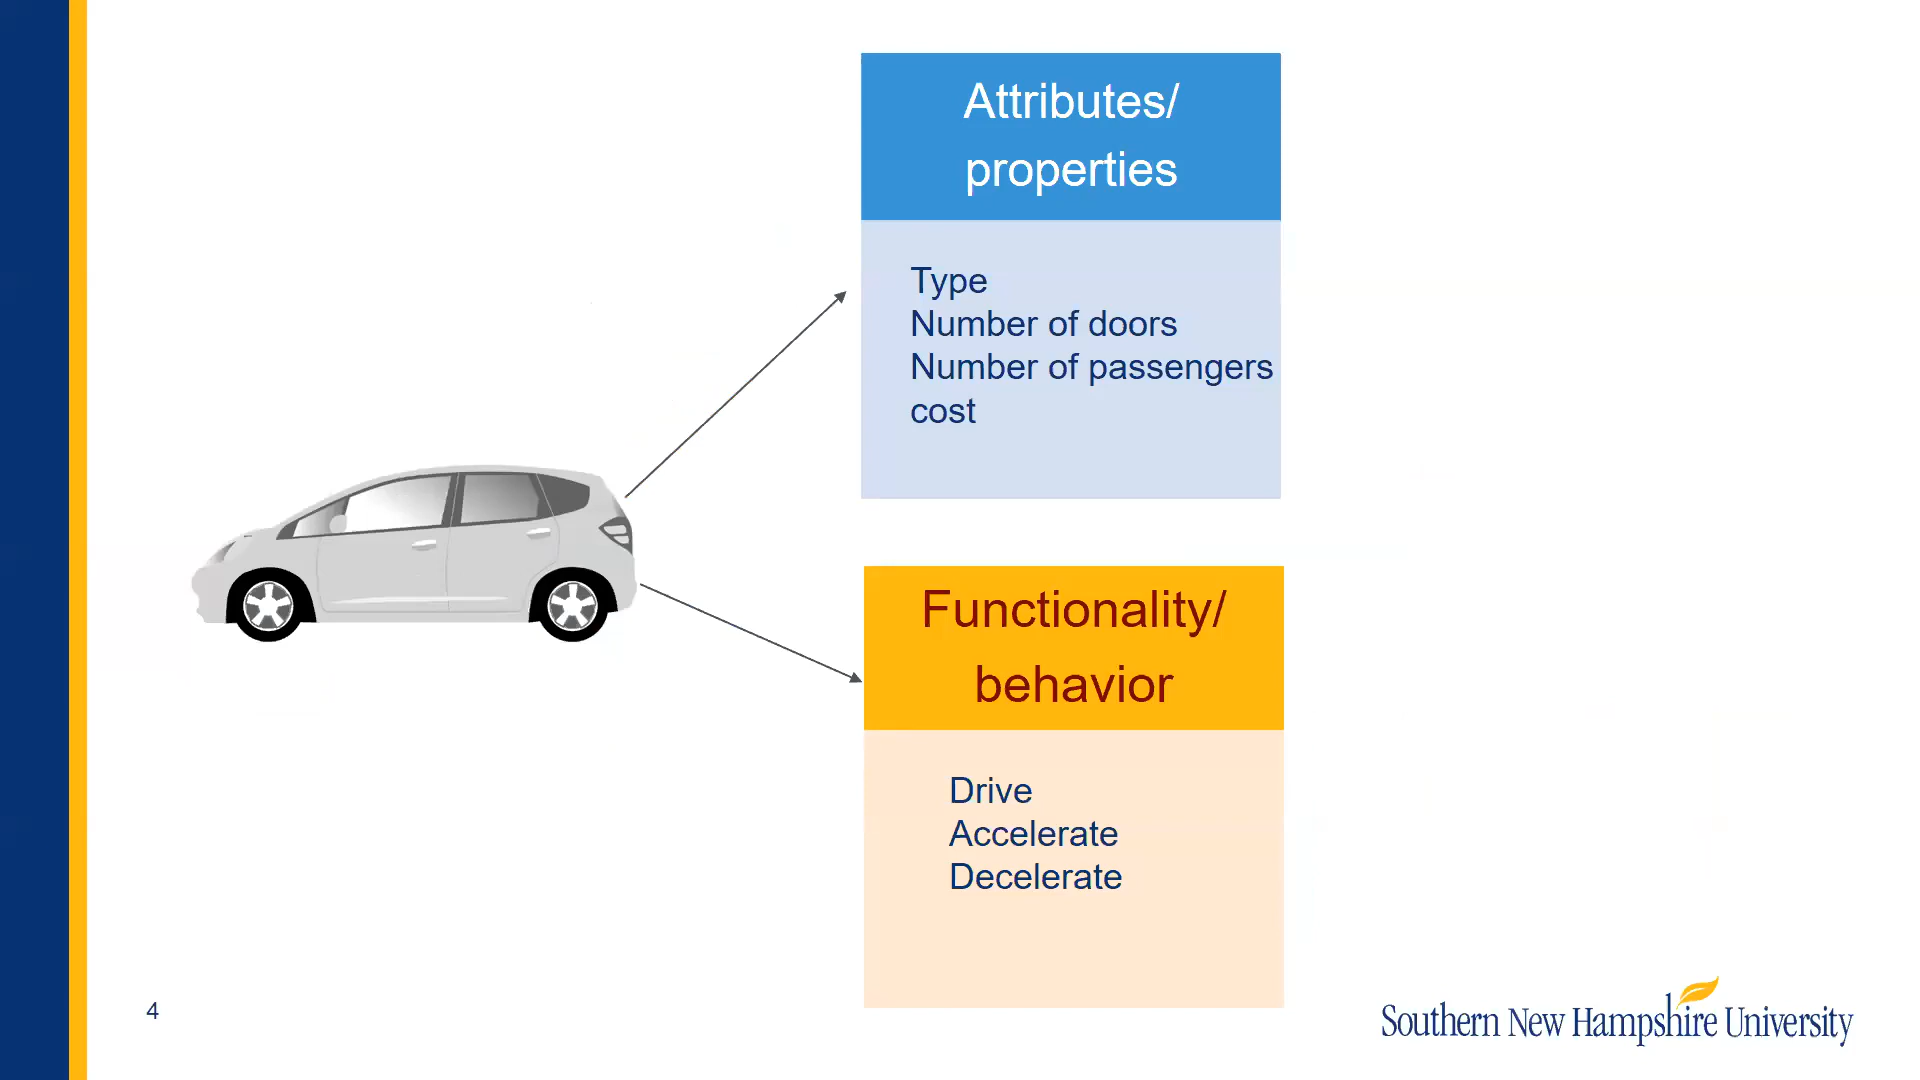 Attributes/
properties
Type
Number of doors
Number of passengers
cost
Functionality/
behavior
Drive
Accelerate
Decelerate
4
Southern New Hampshire University